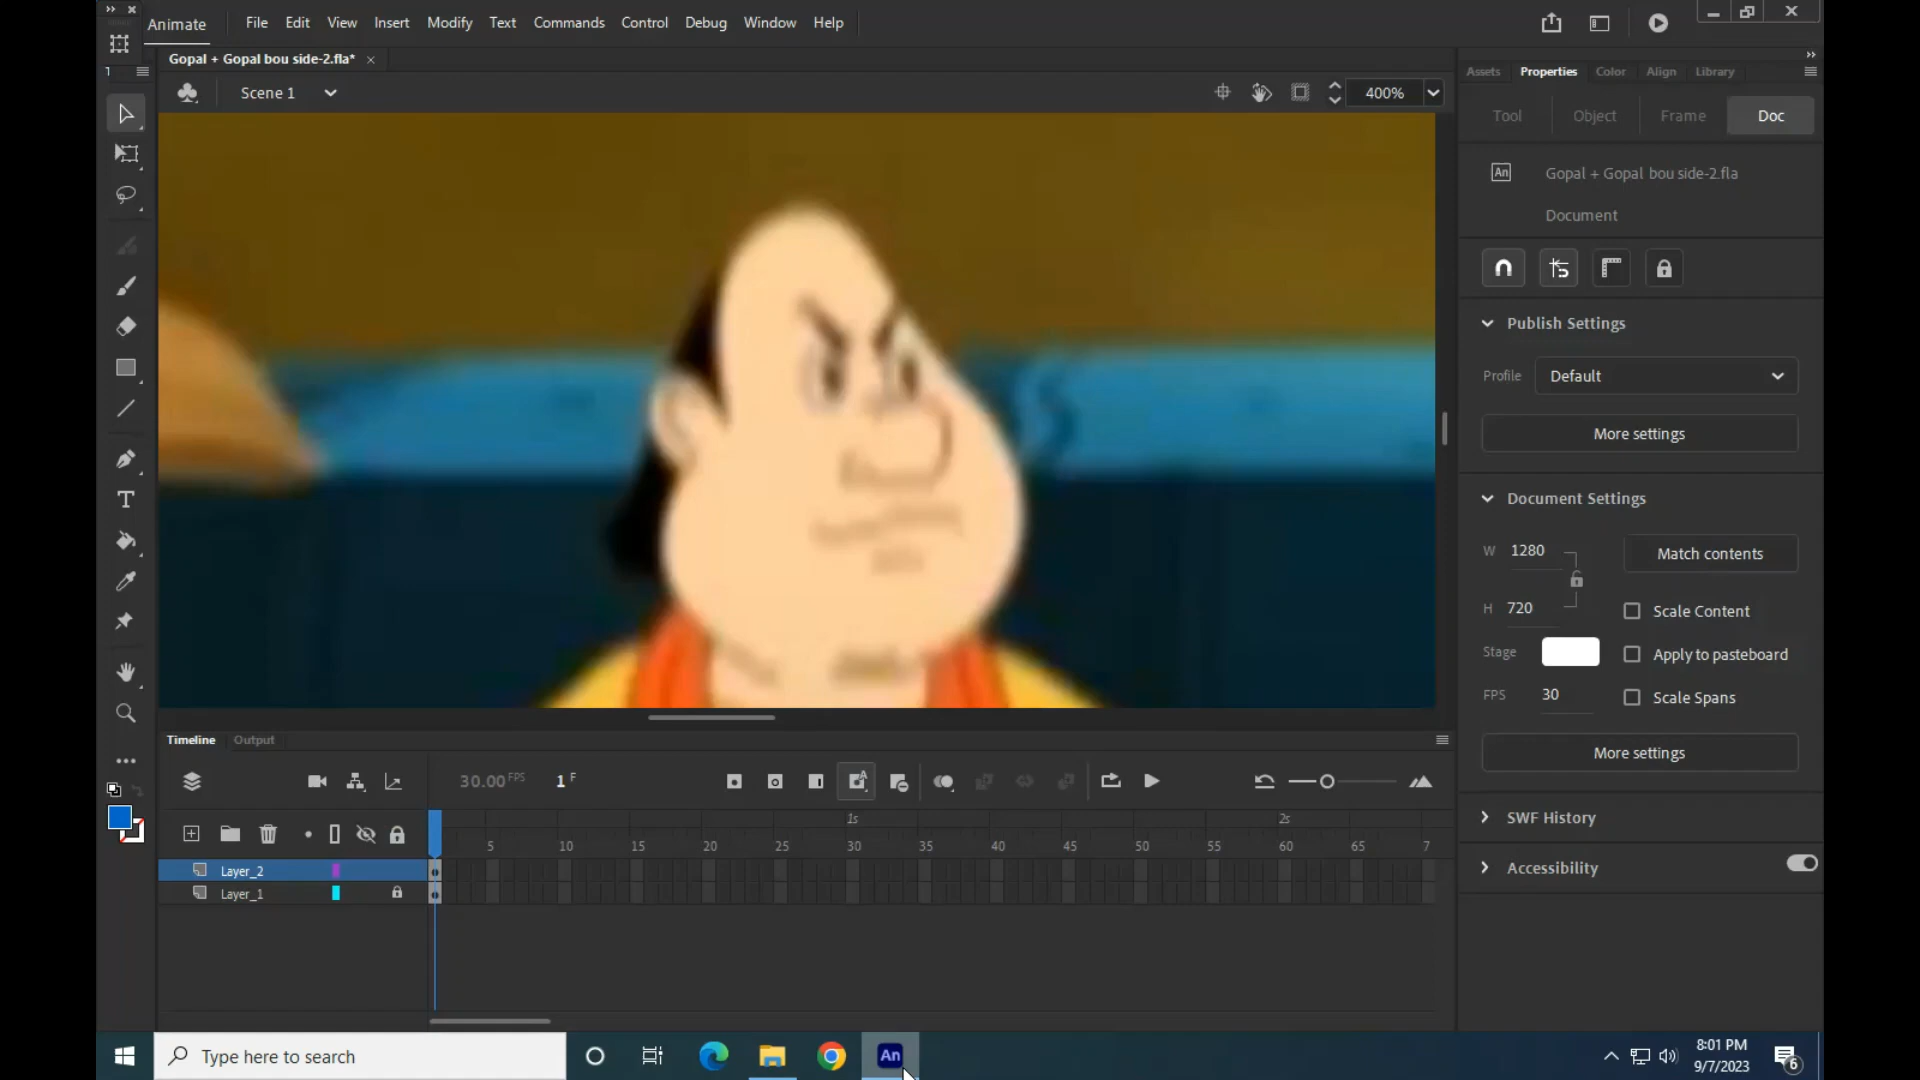 Animate
File Edit View Insert Modify Text Commands Control Debug Window Help
Gopal + Gopal bou side-2.fla*
Scene 1
400%
Assets Properties Color Align Library
Tool Object Frame Doc
An Gopal + Gopal bou side-2.fla
Document
Publish Settings
Profile Default
More settings
Document Settings
W 1280 Match contents
H 720 Scale Content
Stage Apply to pasteboard
FPS 30 Scale Spans
More settings
SWF History
Accessibility
Timeline Output
30.00 FPS 1 F
1s 2s
5 10 15 20 25 30 35 40 45 50 55 60 65 7
Layer_2
Layer_1
Type here to search
An
8:01 PM
9/7/2023
6